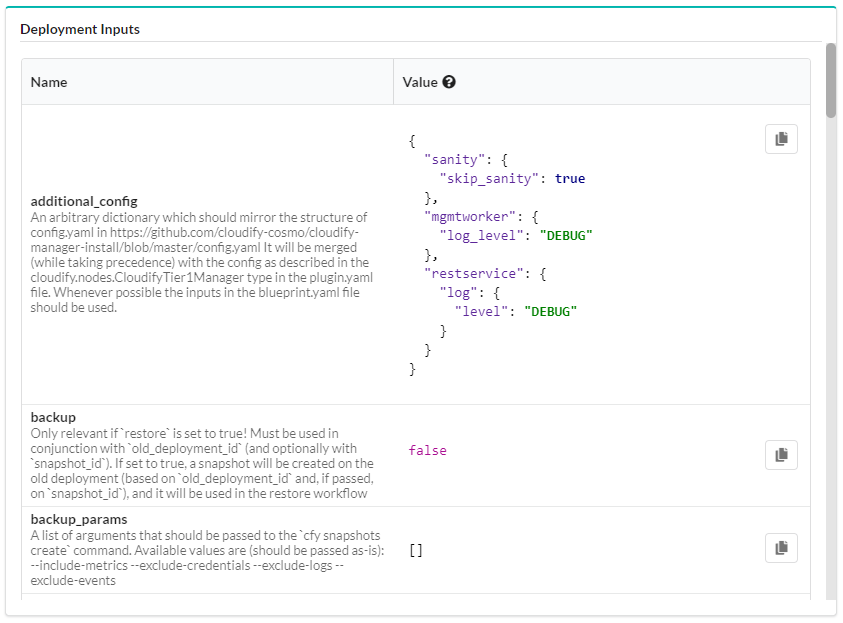 Deployment Inputs
Name
Value
additional_config
An arbitrary dictionary which should mirror the structure of
config.yaml in https://github.com/cloudify-cosmo/cloudify-
manager-install/blob/master/config.yaml It will be merged
(while taking precedence) with the config as described in the
cloudify.nodes.CloudifyTier1Manager type in the plugin.yaml
file. Whenever possible the inputs in the blueprint.yaml file
should be used.
{
  "sanity": {
    "skip_sanity": true
  },
  "mgmtworker": {
    "log_level": "DEBUG"
  },
  "restservice": {
    "log": {
      "level": "DEBUG"
    }
  }
}
backup
Only relevant if `restore` is set to true! Must be used in
conjunction with `old_deployment_id` (and optionally with
`snapshot_id`). If set to true, a snapshot will be created on the
old deployment (based on `old_deployment_id` and, if passed,
on `snapshot_id`), and it will be used in the restore workflow
false
backup_params
A list of arguments that should be passed to the `cfy snapshots
create` command. Available values are (should be passed as-is):
--include-metrics --exclude-credentials --exclude-logs --
exclude-events
[]